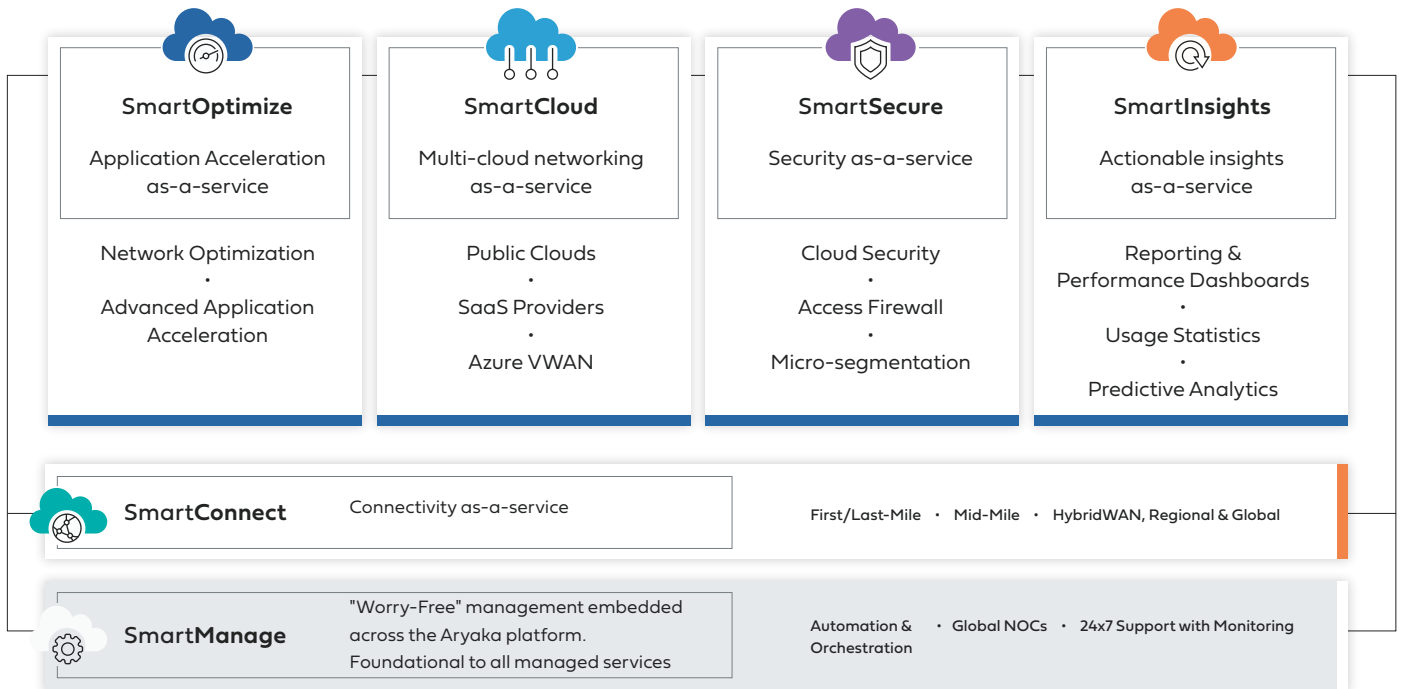 SmartOptimize
Application Acceleration
as-a-service
Network Optimization
•
Advanced Application
Acceleration
SmartCloud
Multi-cloud networking
as-a-service
Public Clouds
•
SaaS Providers
•
Azure VWAN
SmartSecure
Security as-a-service
Cloud Security
•
Access Firewall
•
Micro-segmentation
SmartInsights
Actionable insights
as-a-service
Reporting &
Performance Dashboards
•
Usage Statistics
•
Predictive Analytics
SmartConnect
Connectivity as-a-service
First/Last-Mile • Mid-Mile • HybridWAN, Regional & Global
SmartManage
"Worry-Free" management embedded
across the Aryaka platform.
Foundational to all managed services
Automation & • Global NOCs • 24x7 Support with Monitoring
Orchestration